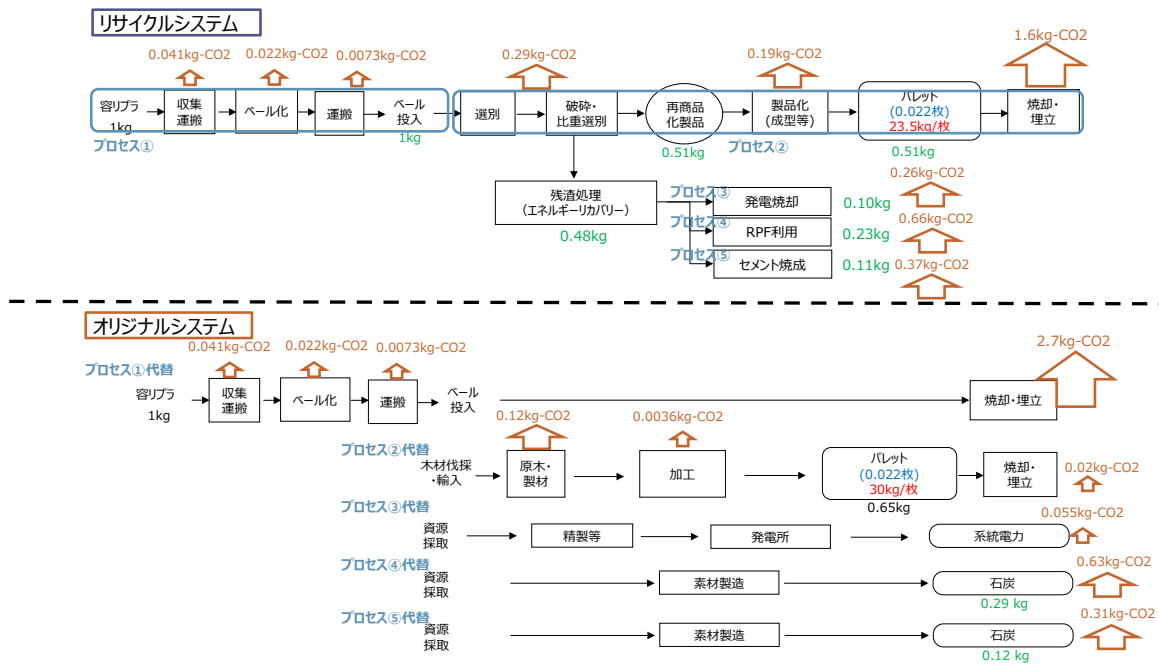 リサイクルシステム
0.041kg-CO2
0.022kg-CO2
0.0073kg-CO2
0.29kg-CO2
0.19kg-CO2
1.6kg-CO2
容リプラ
1kg
収集
運搬
ベール化
運搬
ベール
投入
1kg
選別
破砕・
比重選別
再商品
化製品
0.51kg
製品化
(成型等)
パレット
(0.022枚)
23.5kg/枚
0.51kg
焼却・
埋立
プロセス①
プロセス②
残渣処理
(エネルギーリカバリー)
0.48kg
プロセス③
発電焼却
0.10kg
0.26kg-CO2
プロセス④
RPF利用
0.23kg
0.66kg-CO2
プロセス⑤
セメント焼成
0.11kg
0.37kg-CO2
オリジナルシステム
0.041kg-CO2
0.022kg-CO2
0.0073kg-CO2
2.7kg-CO2
プロセス①代替
容リプラ
1kg
収集
運搬
ベール化
運搬
ベール
投入
焼却・埋立
0.12kg-CO2
0.0036kg-CO2
プロセス②代替
木材伐採
・輸入
原木・
製材
加工
パレット
(0.022枚)
30kg/枚
0.65kg
焼却・
埋立
0.02kg-CO2
プロセス③代替
資源
採取
精製等
発電所
系統電力
0.055kg-CO2
プロセス④代替
資源
採取
素材製造
石炭
0.29 kg
0.63kg-CO2
プロセス⑤代替
資源
採取
素材製造
石炭
0.12 kg
0.31kg-CO2